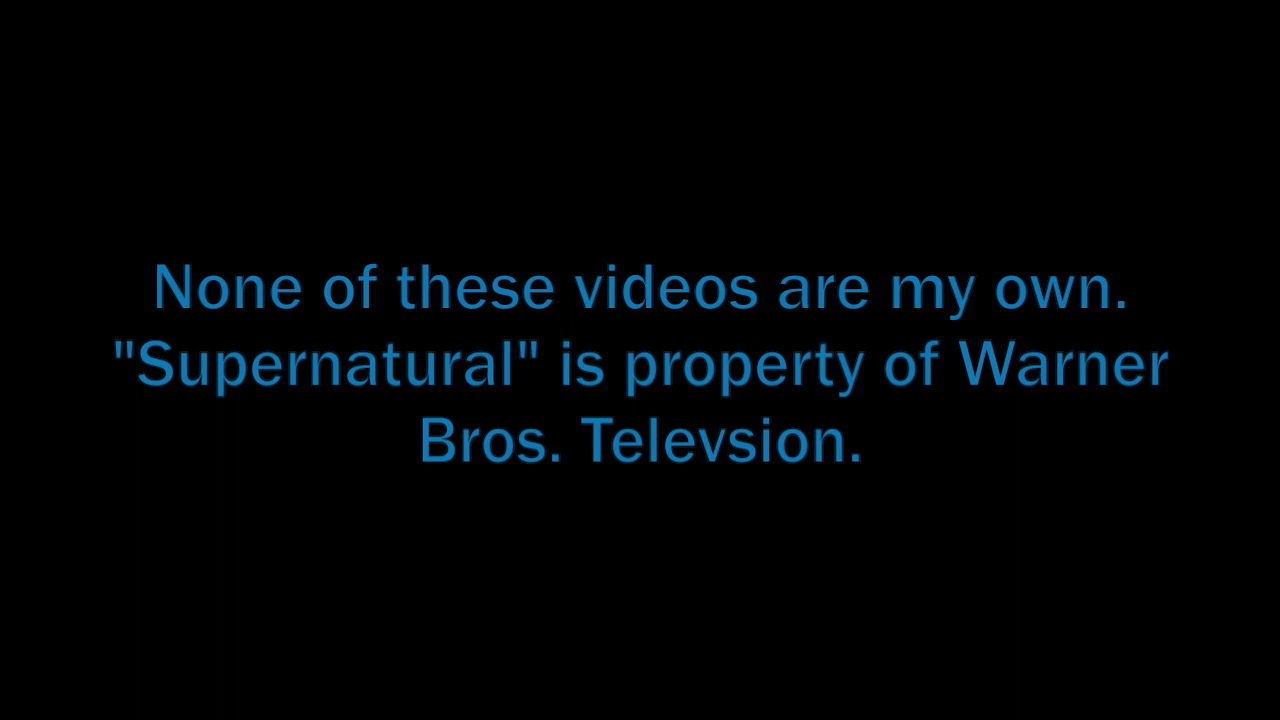 None of these videos are my own.
"Supernatural" is property of Warner
Bros. Televsion.